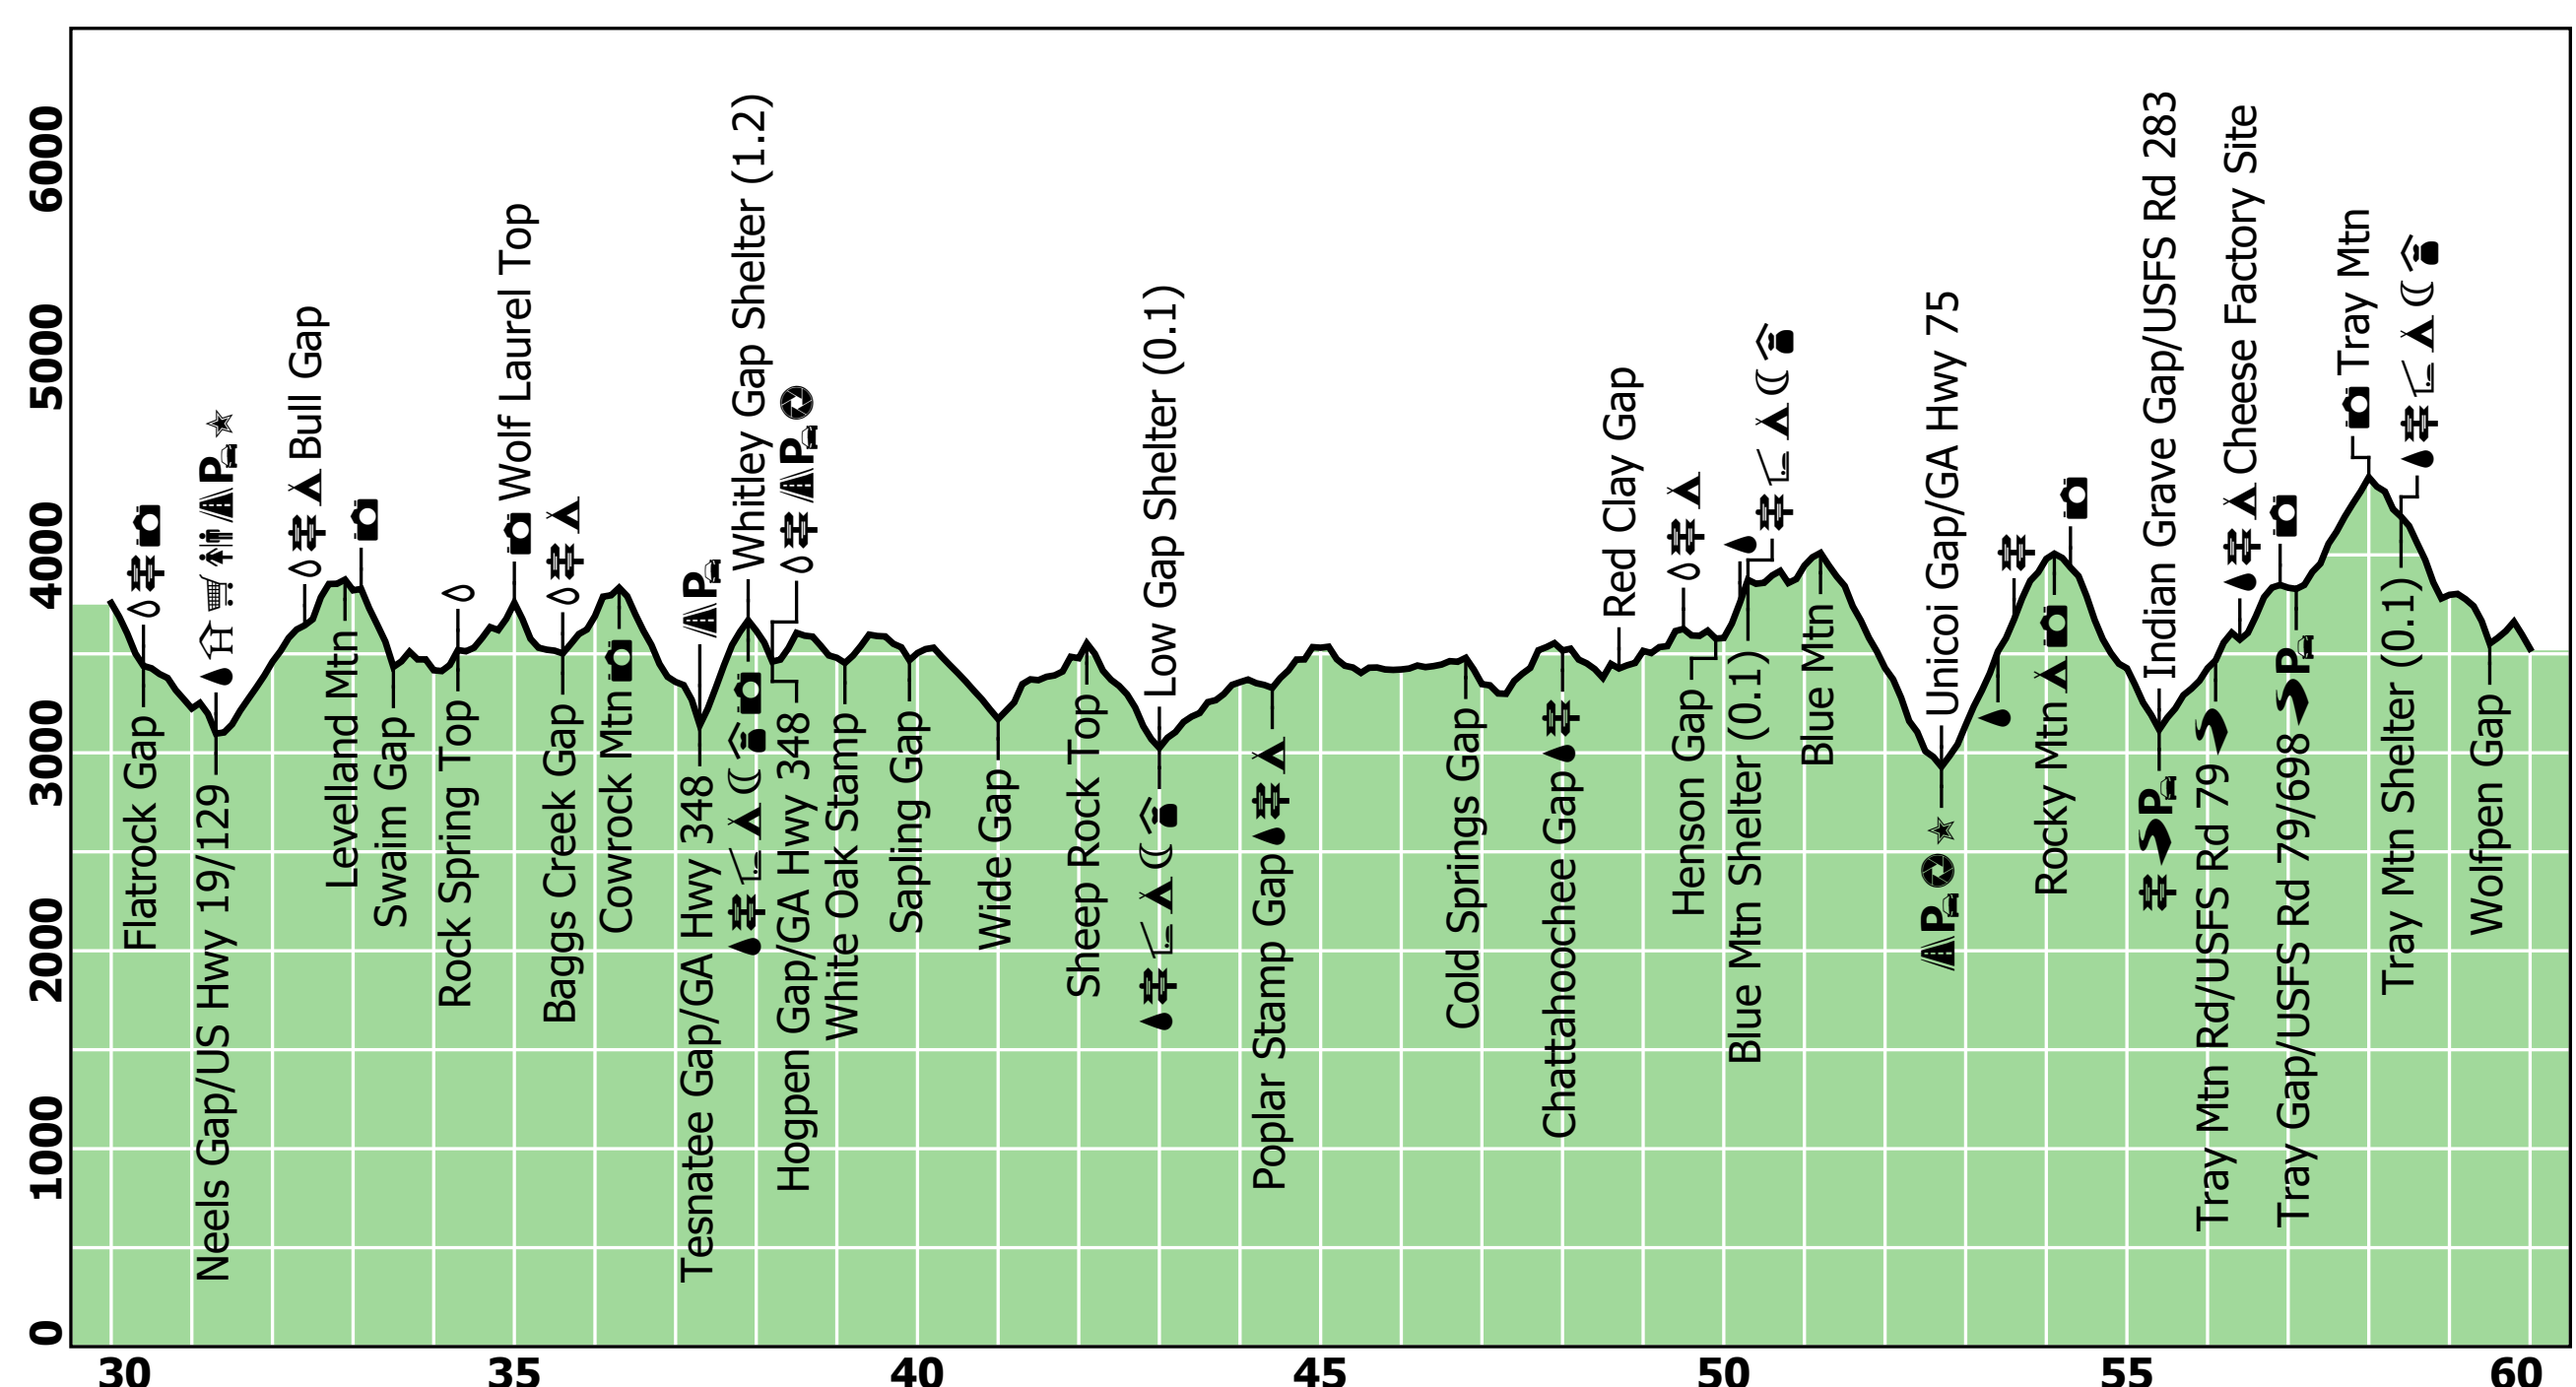 6000
5000
4000
3000
2000
1000
0
Flatrock Gap
Neels Gap/US Hwy 19/129
P
Bull Gap
Levelland Mtn
Swaim Gap
Rock Spring Top
Wolf Laurel Top
Baggs Creek Gap
Cowrock Mtn
Tesnatee Gap/GA Hwy 348
P
Whitley Gap Shelter (1.2)
Hogpen Gap/GA Hwy 348
P
White Oak Stamp
Sapling Gap
Wide Gap
Sheep Rock Top
Low Gap Shelter (0.1)
Poplar Stamp Gap
Cold Springs Gap
Chattahoochee Gap
Red Clay Gap
Henson Gap
Blue Mtn Shelter (0.1)
Blue Mtn
Unicoi Gap/GA Hwy 75
P
Rocky Mtn
Indian Grave Gap/USFS Rd 283
P
Tray Mtn Rd/USFS Rd 79
Cheese Factory Site
Tray Gap/USFS Rd 79/698
P
Tray Mtn
Tray Mtn Shelter (0.1)
Wolfpen Gap
30 35 40 45 50 55 60